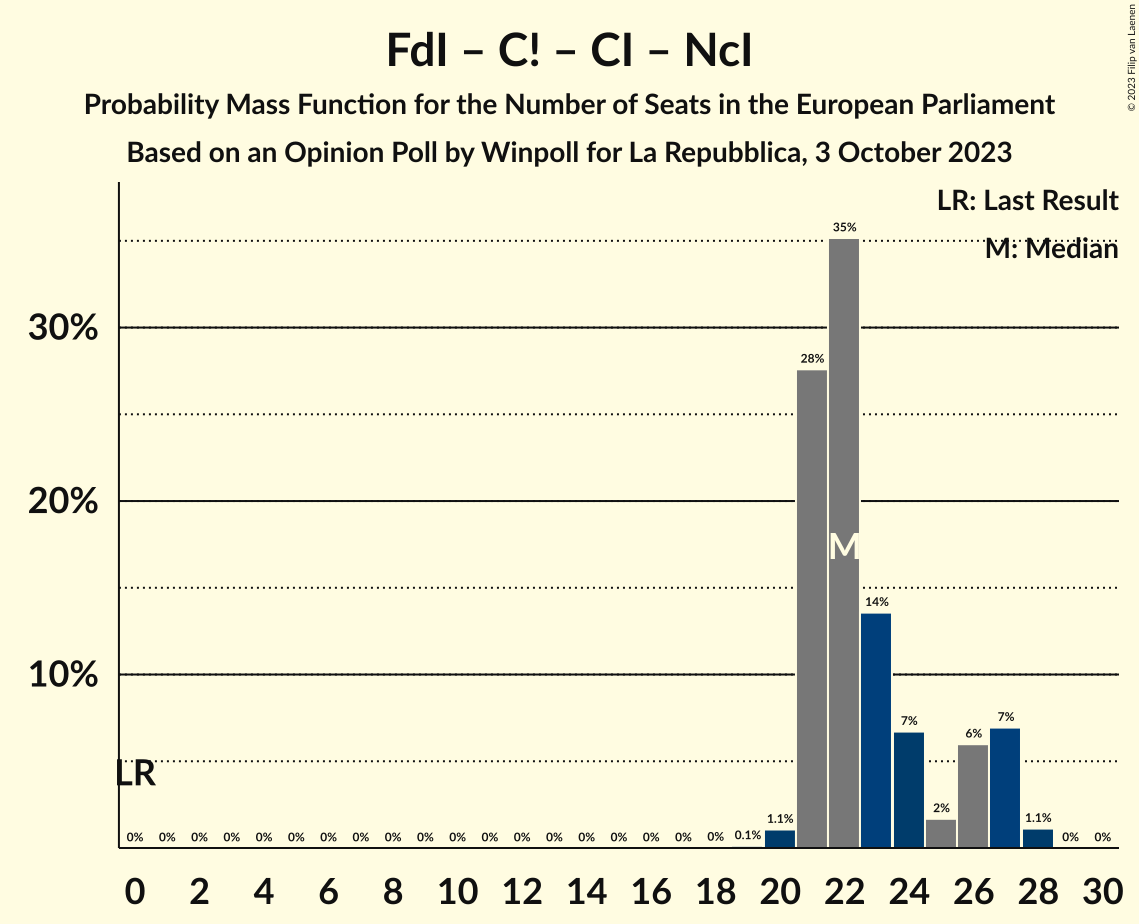 FdI – C! – CI – NcI
Probability Mass Function for the Number of Seats in the European Parliament
Based on an Opinion Poll by Winpoll for La Repubblica, 3 October 2023
© 2023 Filip van Laenen
LR: Last Result
M: Median
30%
20%
10%
LR
M
0% 0% 0% 0% 0% 0% 0% 0% 0% 0% 0% 0% 0% 0% 0% 0% 0% 0% 0% 0.1% 1.1% 28% 35% 14% 7% 2% 6% 7% 1.1% 0% 0%
0 2 4 6 8 10 12 14 16 18 20 22 24 26 28 30